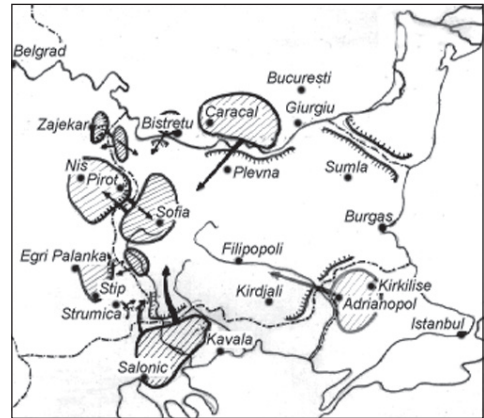 Belgrad
Bucuresti
Zajekar
Bistretu
Caracal
Giurgiu
Nis
Pirot
Plevna
Sumla
Sofia
Burgas
Egri Palanka
Filipopoli
Stip
Kirdjali
Kirkilise
Adrianopol
Strumica
Istanbul
Kavala
Salonic